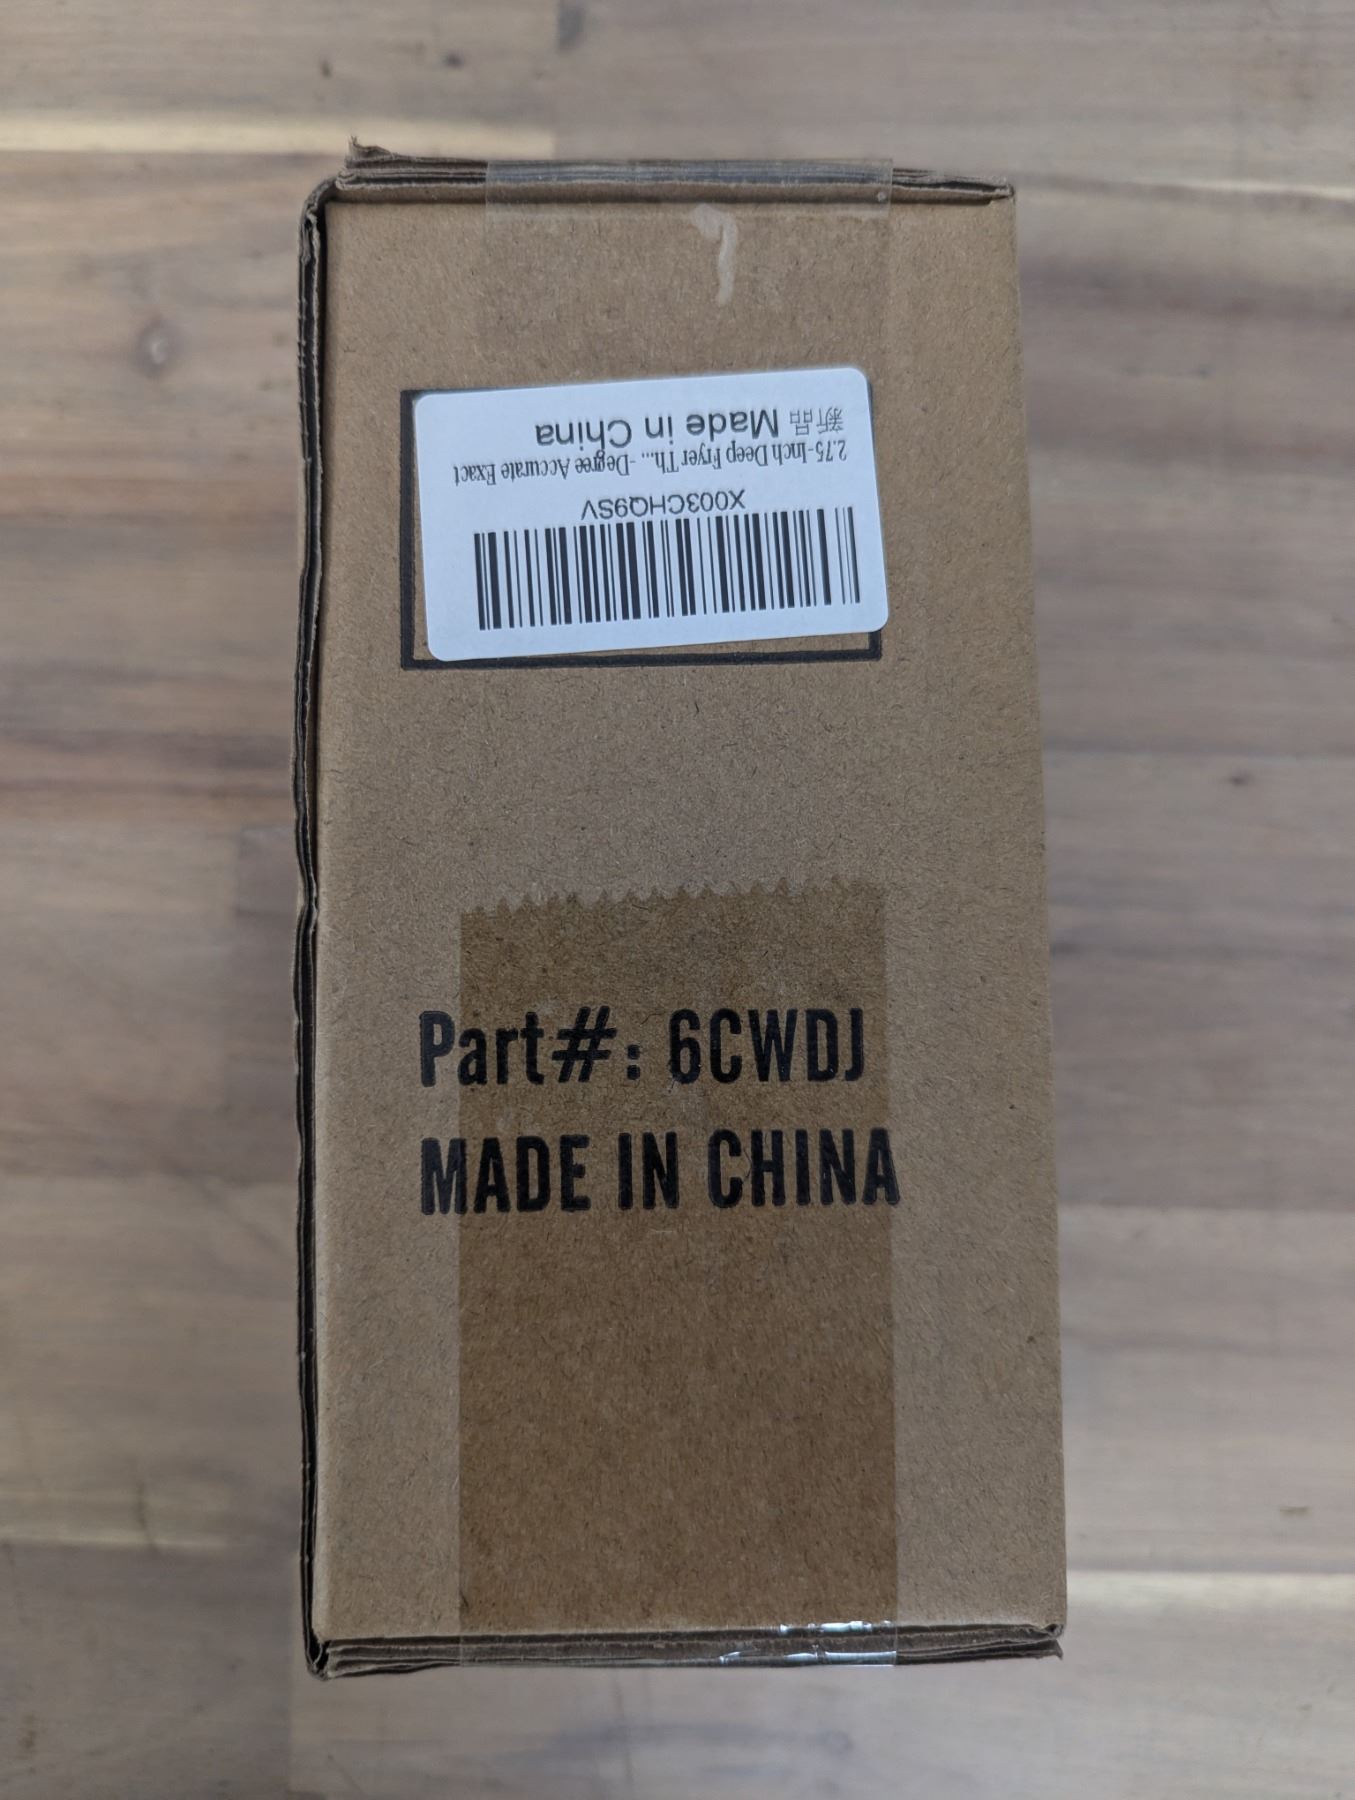 X003CHQ9SV
2.75-Inch Deep Fryer Th... -Degree Accurate Exact
新品 Made in China
Part#: 6CWDJ
MADE IN CHINA